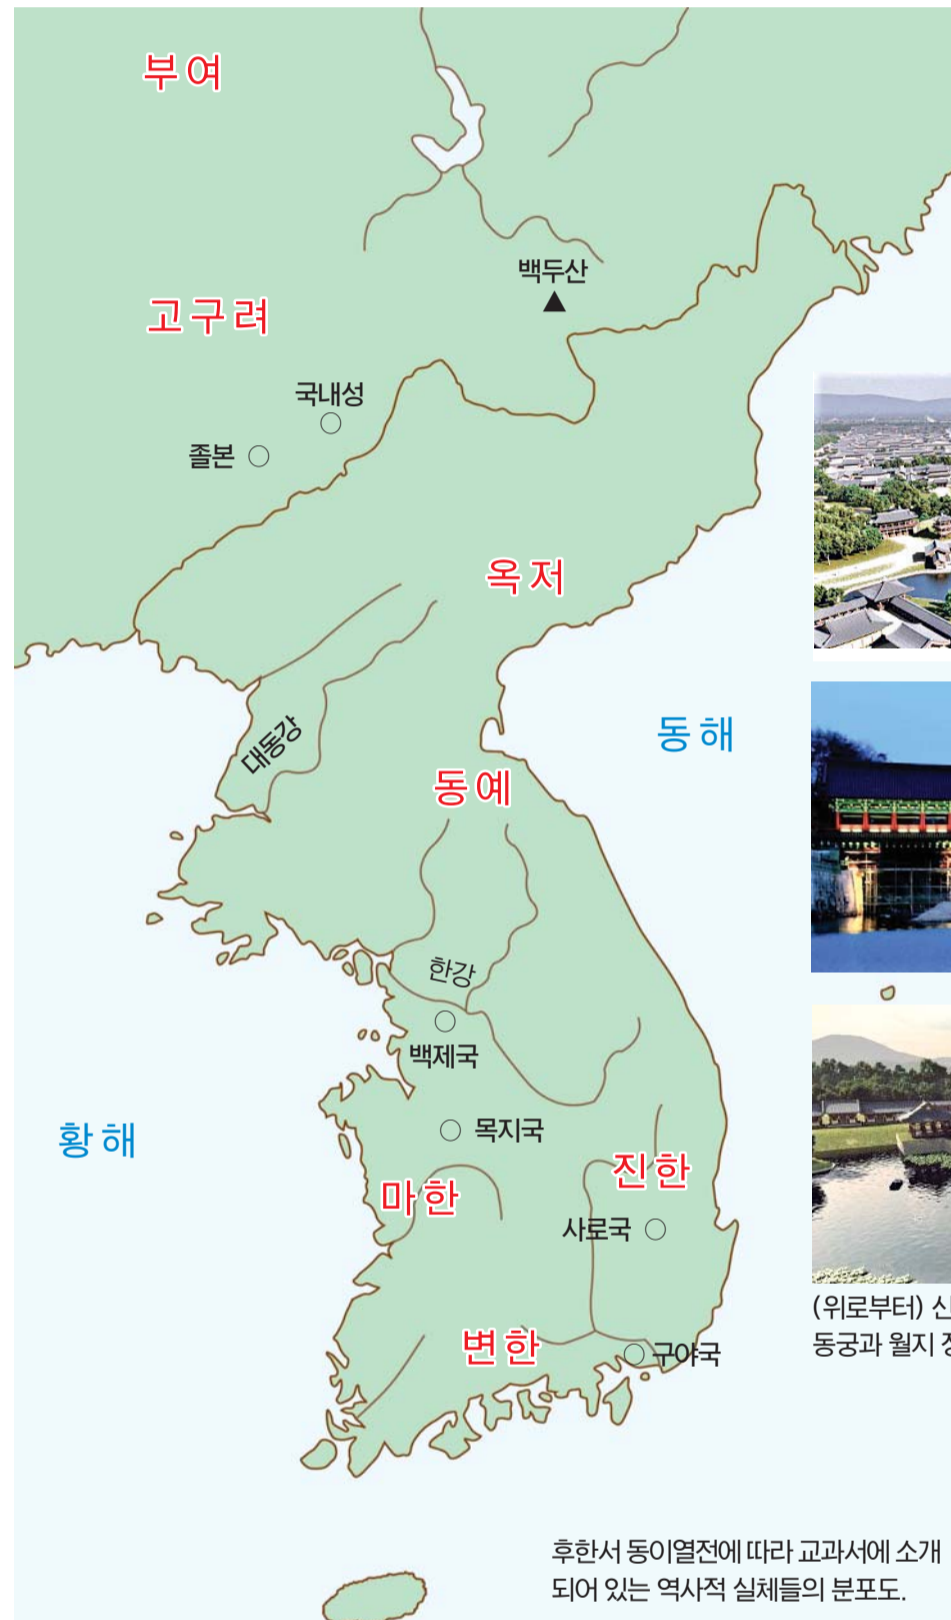 부여
백두산
고구려
국내성
졸본
옥저
동해
대동강
동예
한강
백제국
황해
목지국
진한
마한
사로국
변한
구야국
(위로부터) 신
동궁과 월지
후한서 동이열전에 따라 교과서에 소개
되어 있는 역사적 실체들의 분포도.